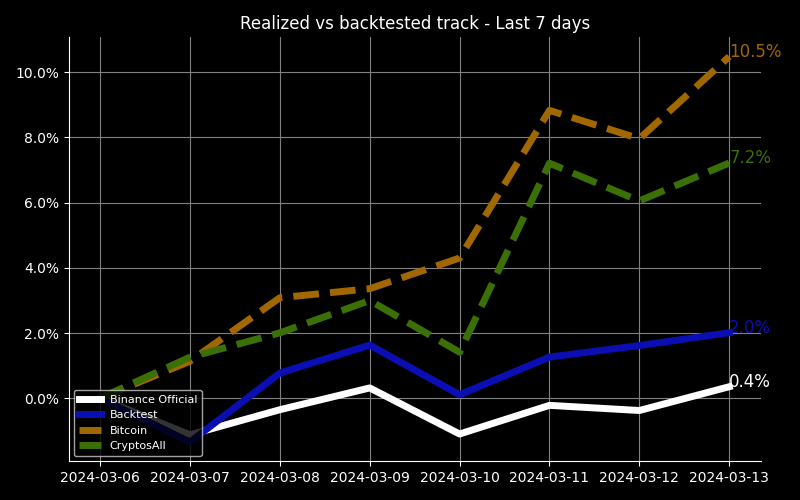 Realized vs backtested track - Last 7 days
10.5%
10.0%
8.0%
7.2%
6.0%
4.0%
2.0%
2.0%
0.4%
0.0%
Binance Official
Backtest
Bitcoin
CryptosAll
2024-03-06 2024-03-07 2024-03-08 2024-03-09 2024-03-10 2024-03-11 2024-03-12 2024-03-13